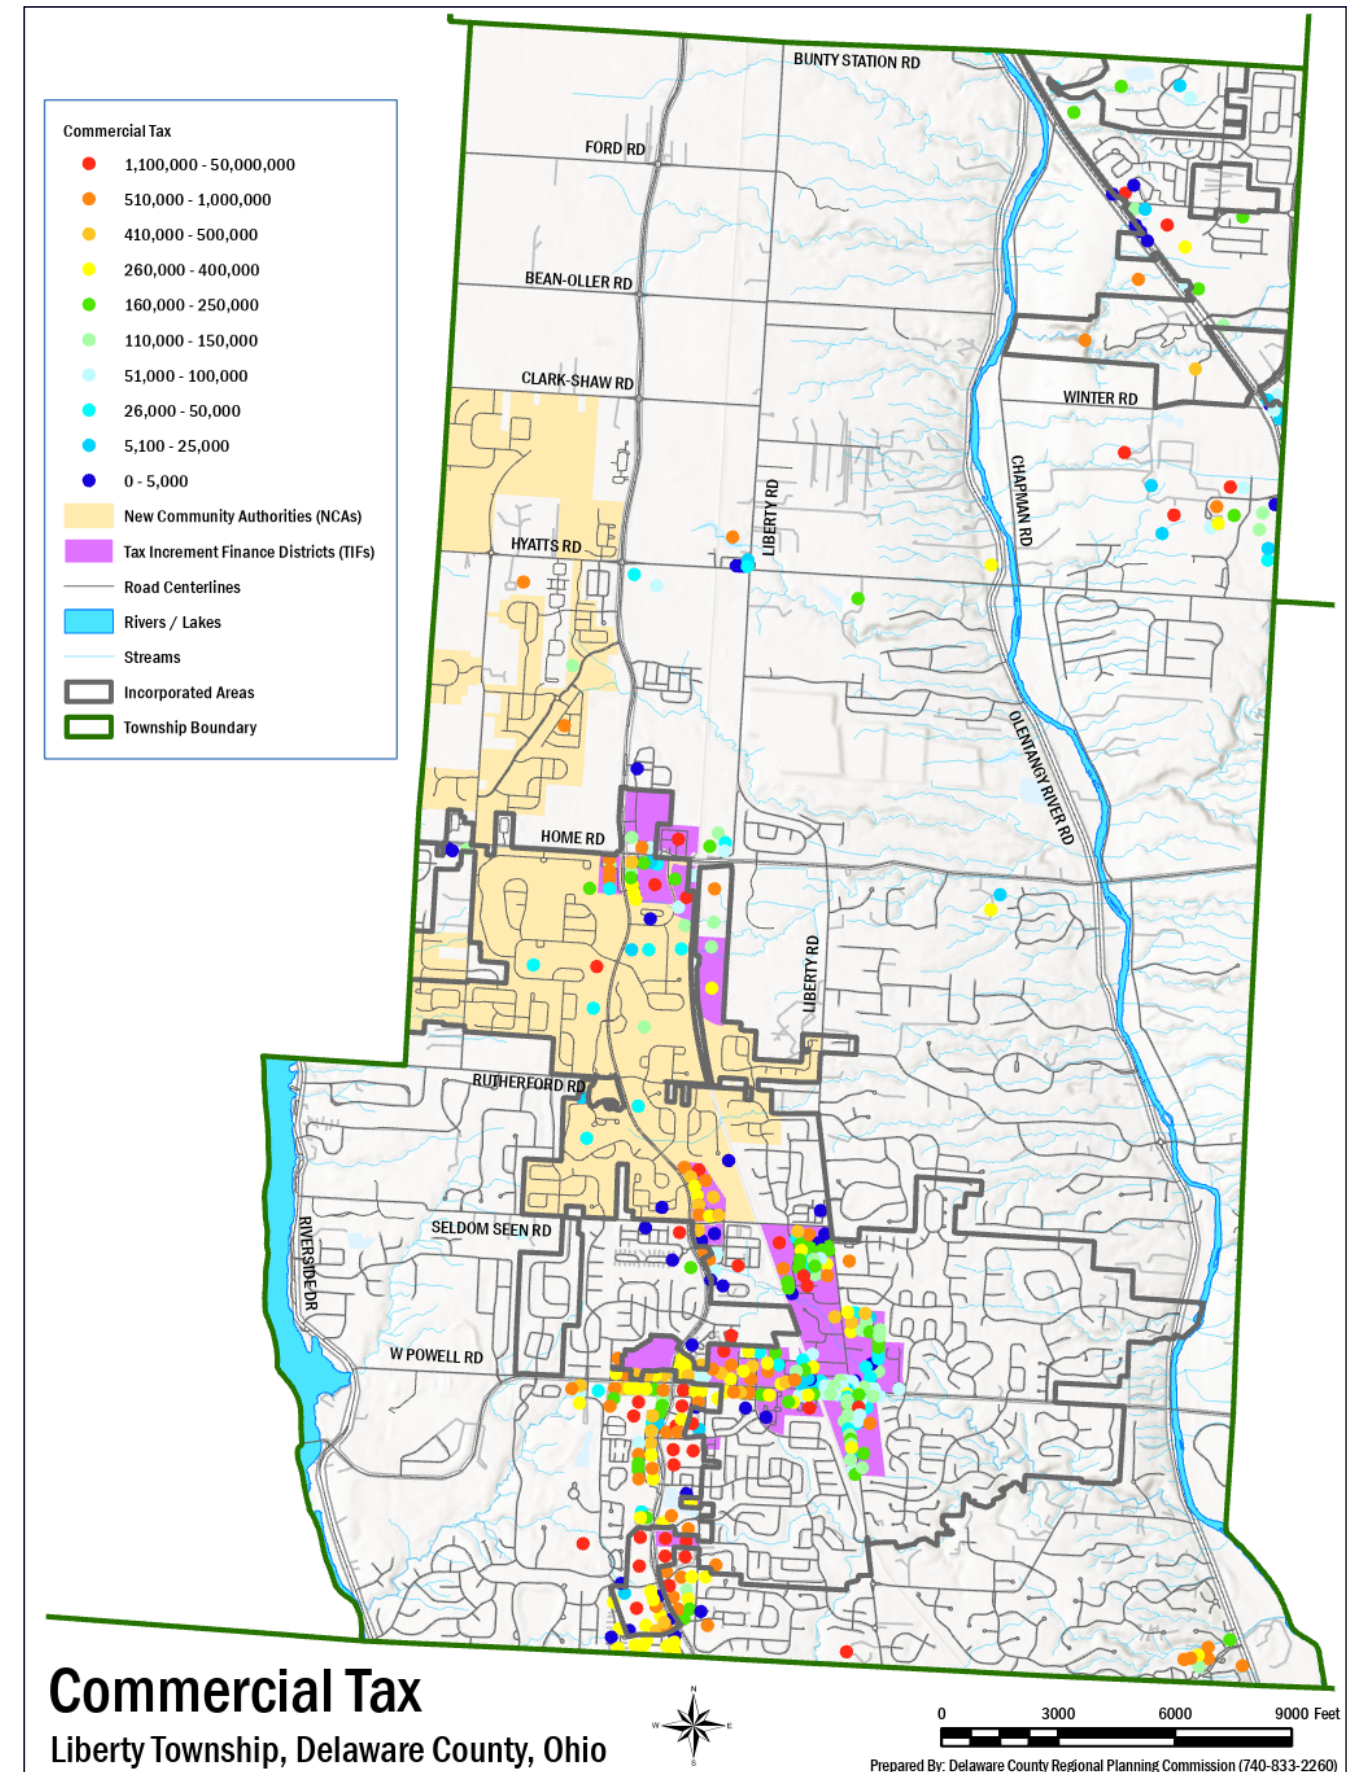 BUNTY STATION RD
Commercial Tax
1,100,000 - 50,000,000
510,000 - 1,000,000
410,000 - 500,000
260,000 - 400,000
160,000 - 250,000
110,000 - 150,000
51,000 - 100,000
26,000 - 50,000
5,100 - 25,000
0 - 5,000
New Community Authorities (NCAs)
Tax Increment Finance Districts (TIFs)
Road Centerlines
Rivers / Lakes
Streams
Incorporated Areas
Township Boundary
FORD RD
BEAN-OLLER RD
CLARK-SHAW RD
WINTER RD
CHAPMAN RD
LIBERTY RD
HYATTS RD
OLENTANGY RIVER RD
HOME RD
LIBERTY RD
RUTHERFORD RD
SELDOM SEEN RD
RIVERSIDE DR
W POWELL RD
Commercial Tax
Liberty Township, Delaware County, Ohio
N
W
E
S
0 3000 6000 9000 Feet
Prepared By: Delaware County Regional Planning Commission (740-833-2260)